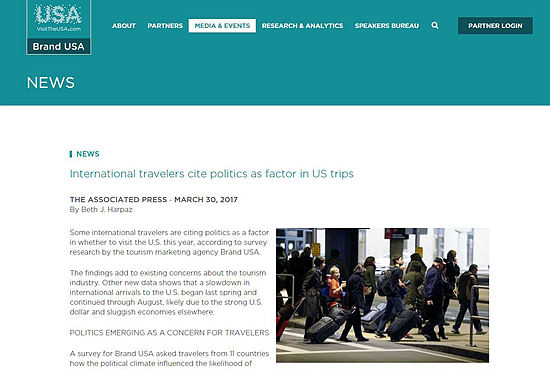 USA
VisitTheUSA.com
Brand USA
ABOUT PARTNERS MEDIA & EVENTS RESEARCH & ANALYTICS SPEAKERS BUREAU PARTNER LOGIN
NEWS
NEWS
International travelers cite politics as factor in US trips
THE ASSOCIATED PRESS - MARCH 30, 2017
By Beth J. Harpaz
Some international travelers are citing politics as a factor
in whether to visit the U.S. this year, according to survey
research by the tourism marketing agency Brand USA.
The findings add to existing concerns about the tourism
industry. Other new data shows that a slowdown in
international arrivals to the U.S. began last spring and
continued through August, likely due to the strong U.S.
dollar and sluggish economies elsewhere.
POLITICS EMERGING AS A CONCERN FOR TRAVELERS
A survey for Brand USA asked travelers from 11 countries
how the political climate influenced the likelihood of